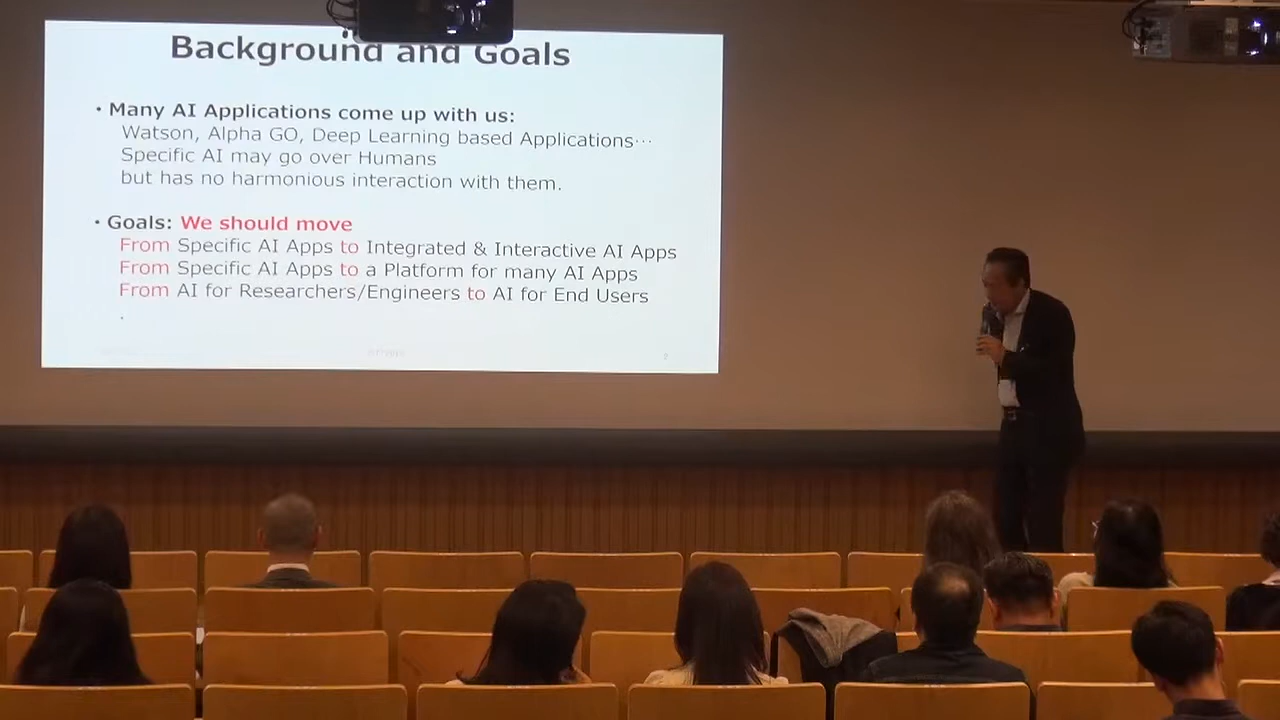 Background and Goals
• Many AI Applications come up with us:
Watson, Alpha GO, Deep Learning based Applications…
Specific AI may go over Humans
but has no harmonious interaction with them.
• Goals: We should move
From Specific AI Apps to Integrated & Interactive AI Apps
From Specific AI Apps to a Platform for many AI Apps
From AI for Researchers/Engineers to AI for End Users
.